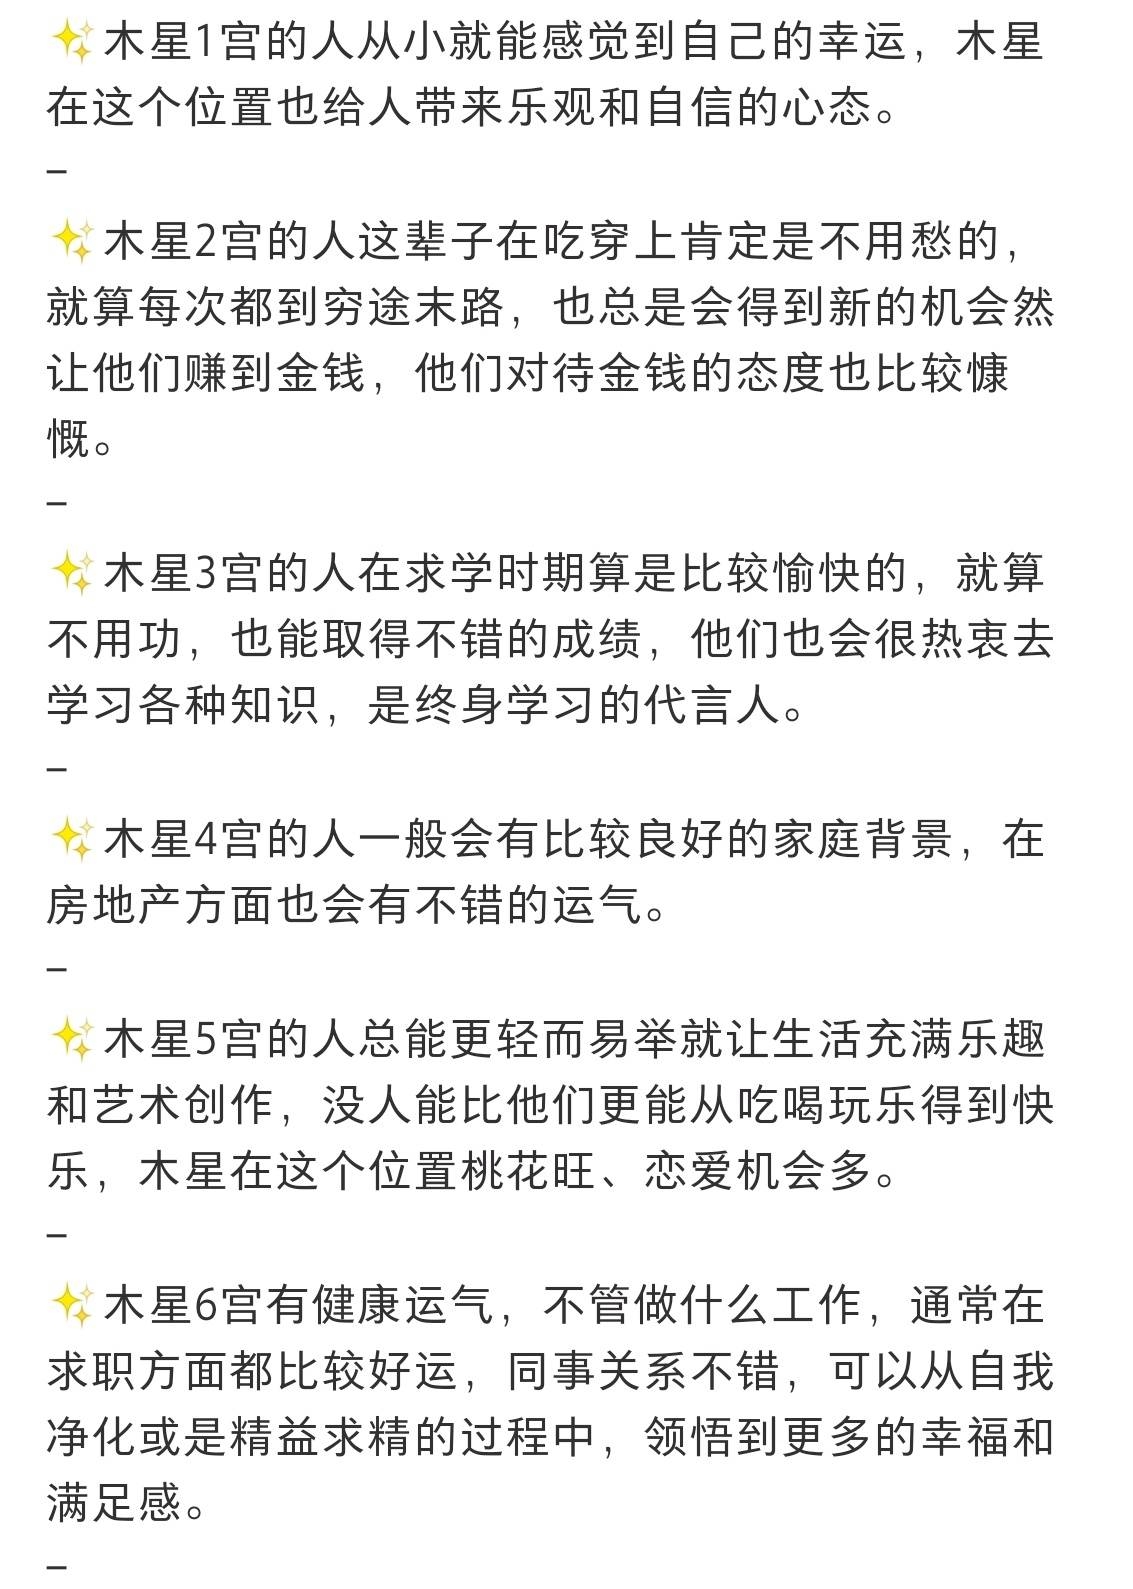 ✨木星1宫的人从小就能感觉到自己的幸运，木星
在这个位置也给人带来乐观和自信的心态。
–
✨木星2宫的人这辈子在吃穿上肯定是不用愁的，
就算每次都到穷途末路，也总是会得到新的机会然
让他们赚到金钱，他们对待金钱的态度也比较慷
慨。
–
✨木星3宫的人在求学时期算是比较愉快的，就算
不用功，也能取得不错的成绩，他们也会很热衷去
学习各种知识，是终身学习的代言人。
–
✨木星4宫的人一般会有比较良好的家庭背景，在
房地产方面也会有不错的运气。
–
✨木星5宫的人总能更轻而易举就让生活充满乐趣
和艺术创作，没人能比他们更能从吃喝玩乐得到快
乐，木星在这个位置桃花旺、恋爱机会多。
–
✨木星6宫有健康运气，不管做什么工作，通常在
求职方面都比较好运，同事关系不错，可以从自我
净化或是精益求精的过程中，领悟到更多的幸福和
满足感。
–